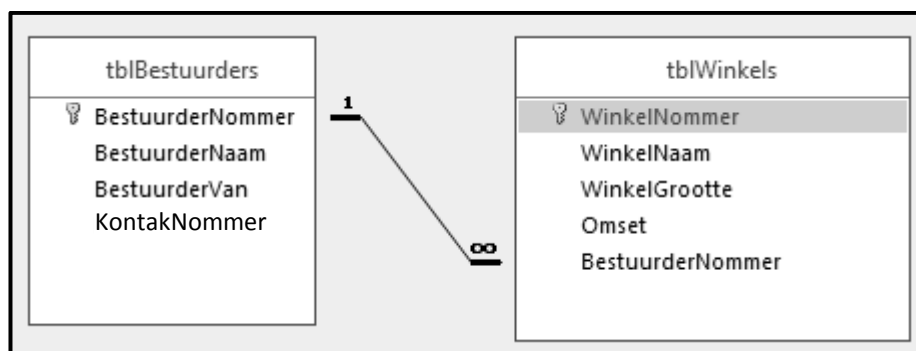 tblBestuurders
BestuurderNommer
BestuurderNaam
BestuurderVan
KontakNommer
1
∞
tblWinkels
WinkelNommer
WinkelNaam
WinkelGrootte
Omset
BestuurderNommer